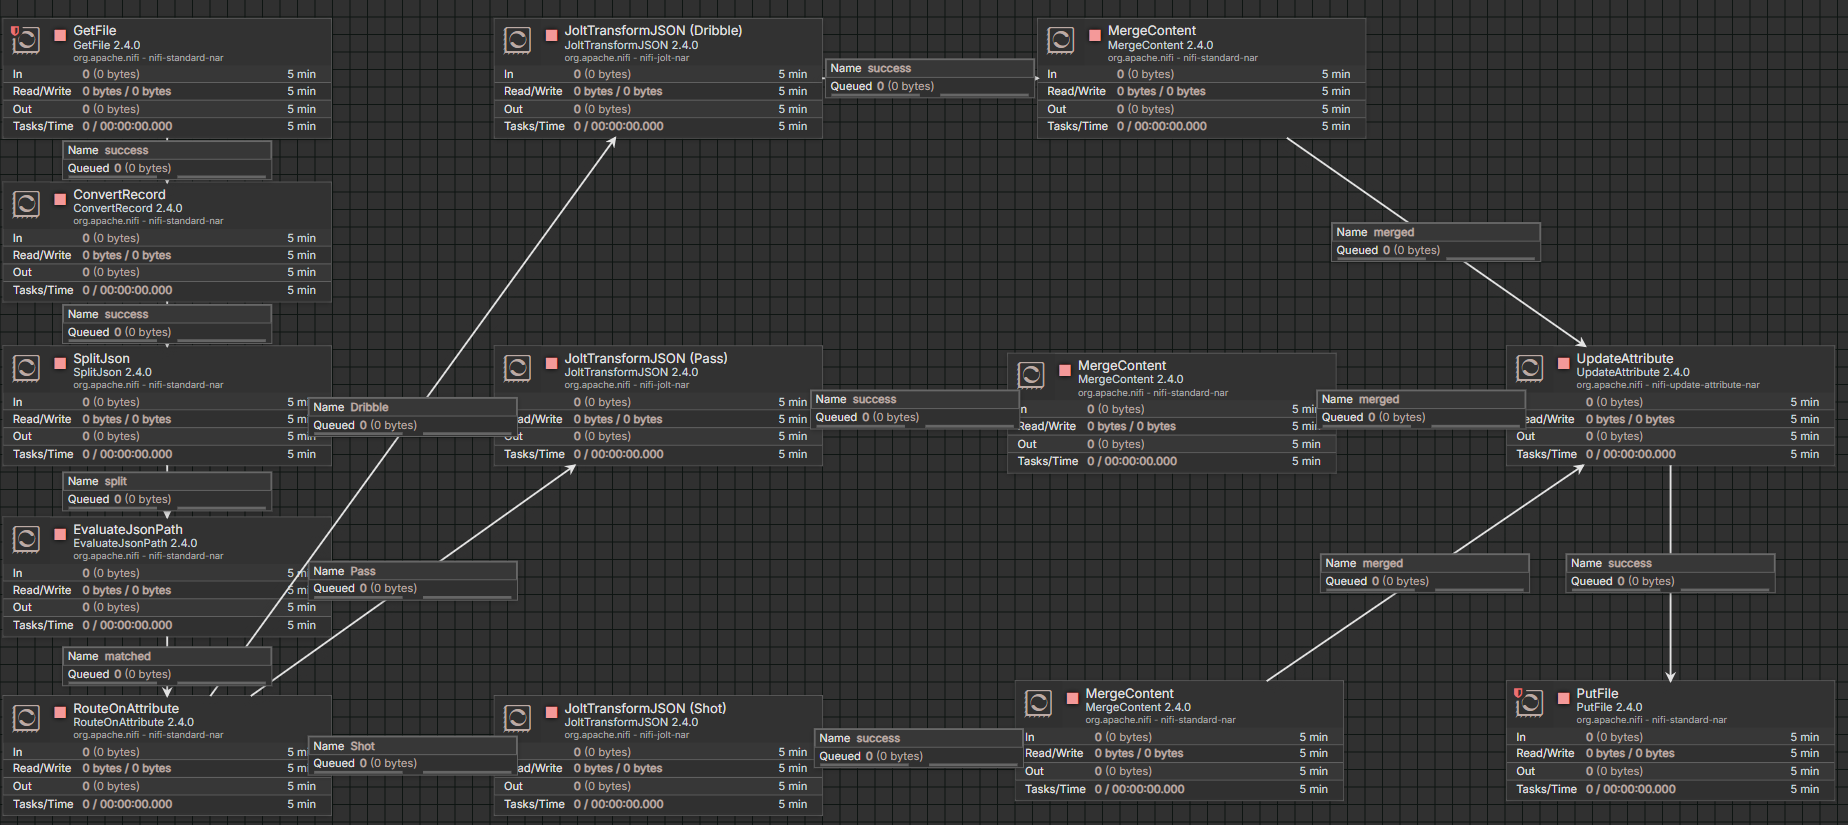 GetFile
GetFile 2.4.0
org.apache.nifi - nifi-standard-nar
In 0 (0 bytes) 5 min
Read/Write 0 bytes / 0 bytes 5 min
Out 0 (0 bytes) 5 min
Tasks/Time 0 / 00:00:00.000 5 min
Name success
Queued 0 (0 bytes)
ConvertRecord
ConvertRecord 2.4.0
org.apache.nifi - nifi-standard-nar
In 0 (0 bytes) 5 min
Read/Write 0 bytes / 0 bytes 5 min
Out 0 (0 bytes) 5 min
Tasks/Time 0 / 00:00:00.000 5 min
Name success
Queued 0 (0 bytes)
SplitJson
SplitJson 2.4.0
org.apache.nifi - nifi-standard-nar
In 0 (0 bytes) 5 m
Read/Write 0 bytes / 0 bytes 5 m
Out 0 (0 bytes) 5 min
Tasks/Time 0 / 00:00:00.000 5 min
Name split
Queued 0 (0 bytes)
EvaluateJsonPath
EvaluateJsonPath 2.4.0
org.apache.nifi - nifi-standard-nar
In 0 (0 bytes) 5 m
Read/Write 0 bytes / 0 bytes 5 m
Out 0 (0 bytes) 5 min
Tasks/Time 0 / 00:00:00.000 5 min
Name matched
Queued 0 (0 bytes)
RouteOnAttribute
RouteOnAttribute 2.4.0
org.apache.nifi - nifi-standard-nar
In 0 (0 bytes) 5 m
Read/Write 0 bytes / 0 bytes 5 m
Out 0 (0 bytes) 5 min
Tasks/Time 0 / 00:00:00.000 5 min
Name Dribble
Queued 0 (0 bytes)
Name Pass
Queued 0 (0 bytes)
Name Shot
Queued 0 (0 bytes)
JoltTransformJSON (Dribble)
JoltTransformJSON 2.4.0
org.apache.nifi - nifi-jolt-nar
In 0 (0 bytes) 5 min
Read/Write 0 bytes / 0 bytes 5 min
Out 0 (0 bytes) 5 min
Tasks/Time 0 / 00:00:00.000 5 min
Name success
Queued 0 (0 bytes)
JoltTransformJSON (Pass)
JoltTransformJSON 2.4.0
org.apache.nifi - nifi-jolt-nar
0 (0 bytes) 5 min
ad/Write 0 bytes / 0 bytes 5 min
Out 0 (0 bytes) 5 min
Tasks/Time 0 / 00:00:00.000 5 min
Name success
Queued 0 (0 bytes)
JoltTransformJSON (Shot)
JoltTransformJSON 2.4.0
org.apache.nifi - nifi-jolt-nar
0 (0 bytes) 5 min
ad/Write 0 bytes / 0 bytes 5 min
Out 0 (0 bytes) 5 min
Tasks/Time 0 / 00:00:00.000 5 min
Name success
Queued 0 (0 bytes)
MergeContent
MergeContent 2.4.0
org.apache.nifi - nifi-standard-nar
In 0 (0 bytes) 5 min
Read/Write 0 bytes / 0 bytes 5 min
Out 0 (0 bytes) 5 min
Tasks/Time 0 / 00:00:00.000 5 min
Name merged
Queued 0 (0 bytes)
MergeContent
MergeContent 2.4.0
org.apache.nifi - nifi-standard-nar
n 0 (0 bytes) 5 mi
Read/Write 0 bytes / 0 bytes 5 mi
Out 0 (0 bytes) 5 min
Tasks/Time 0 / 00:00:00.000 5 min
Name merged
Queued 0 (0 bytes)
MergeContent
MergeContent 2.4.0
org.apache.nifi - nifi-standard-nar
In 0 (0 bytes) 5 min
Read/Write 0 bytes / 0 bytes 5 min
Out 0 (0 bytes) 5 min
Tasks/Time 0 / 00:00:00.000 5 min
Name merged
Queued 0 (0 bytes)
UpdateAttribute
UpdateAttribute 2.4.0
org.apache.nifi - nifi-update-attribute-nar
0 (0 bytes) 5 min
ead/Write 0 bytes / 0 bytes 5 min
Out 0 (0 bytes) 5 min
Tasks/Time 0 / 00:00:00.000 5 min
Name success
Queued 0 (0 bytes)
PutFile
PutFile 2.4.0
org.apache.nifi - nifi-standard-nar
In 0 (0 bytes) 5 min
Read/Write 0 bytes / 0 bytes 5 min
Out 0 (0 bytes) 5 min
Tasks/Time 0 / 00:00:00.000 5 min